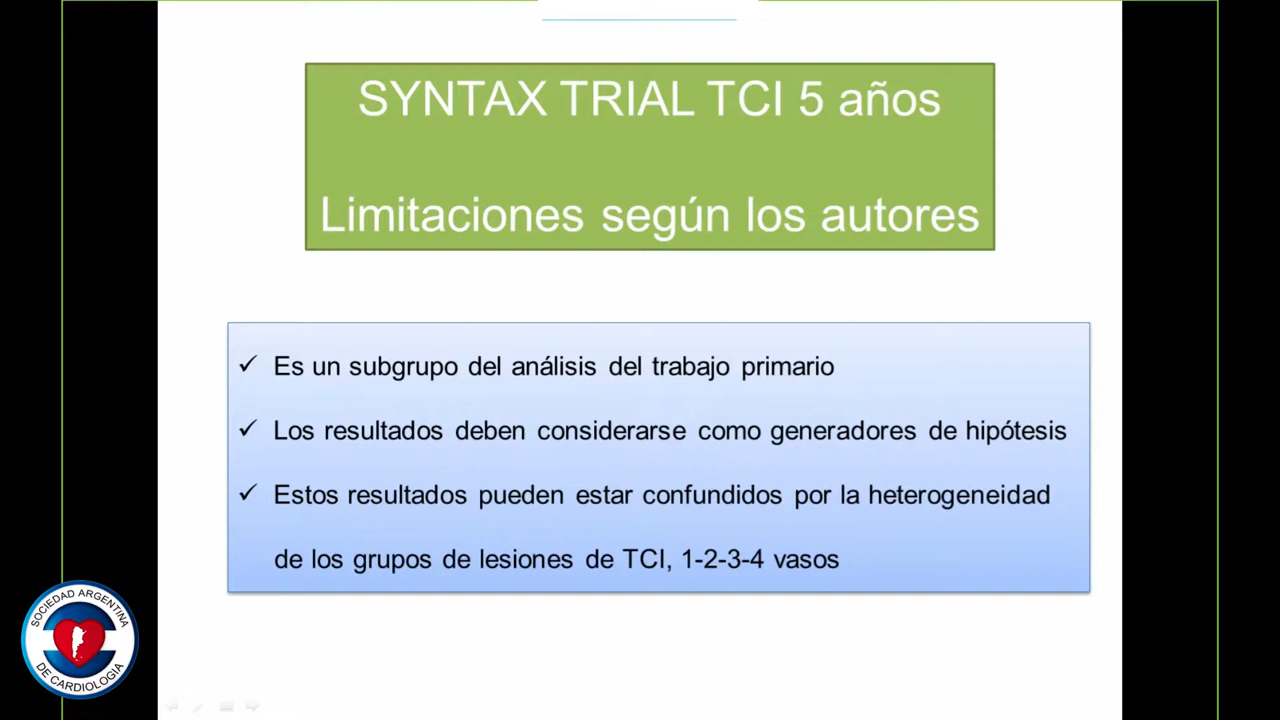 SYNTAX TRIAL TCI 5 años
Limitaciones según los autores
✓ Es un subgrupo del análisis del trabajo primario
✓ Los resultados deben considerarse como generadores de hipótesis
✓ Estos resultados pueden estar confundidos por la heterogeneidad
de los grupos de lesiones de TCI, 1-2-3-4 vasos
SOCIEDAD ARGENTINA
DE CARDIOLOGIA